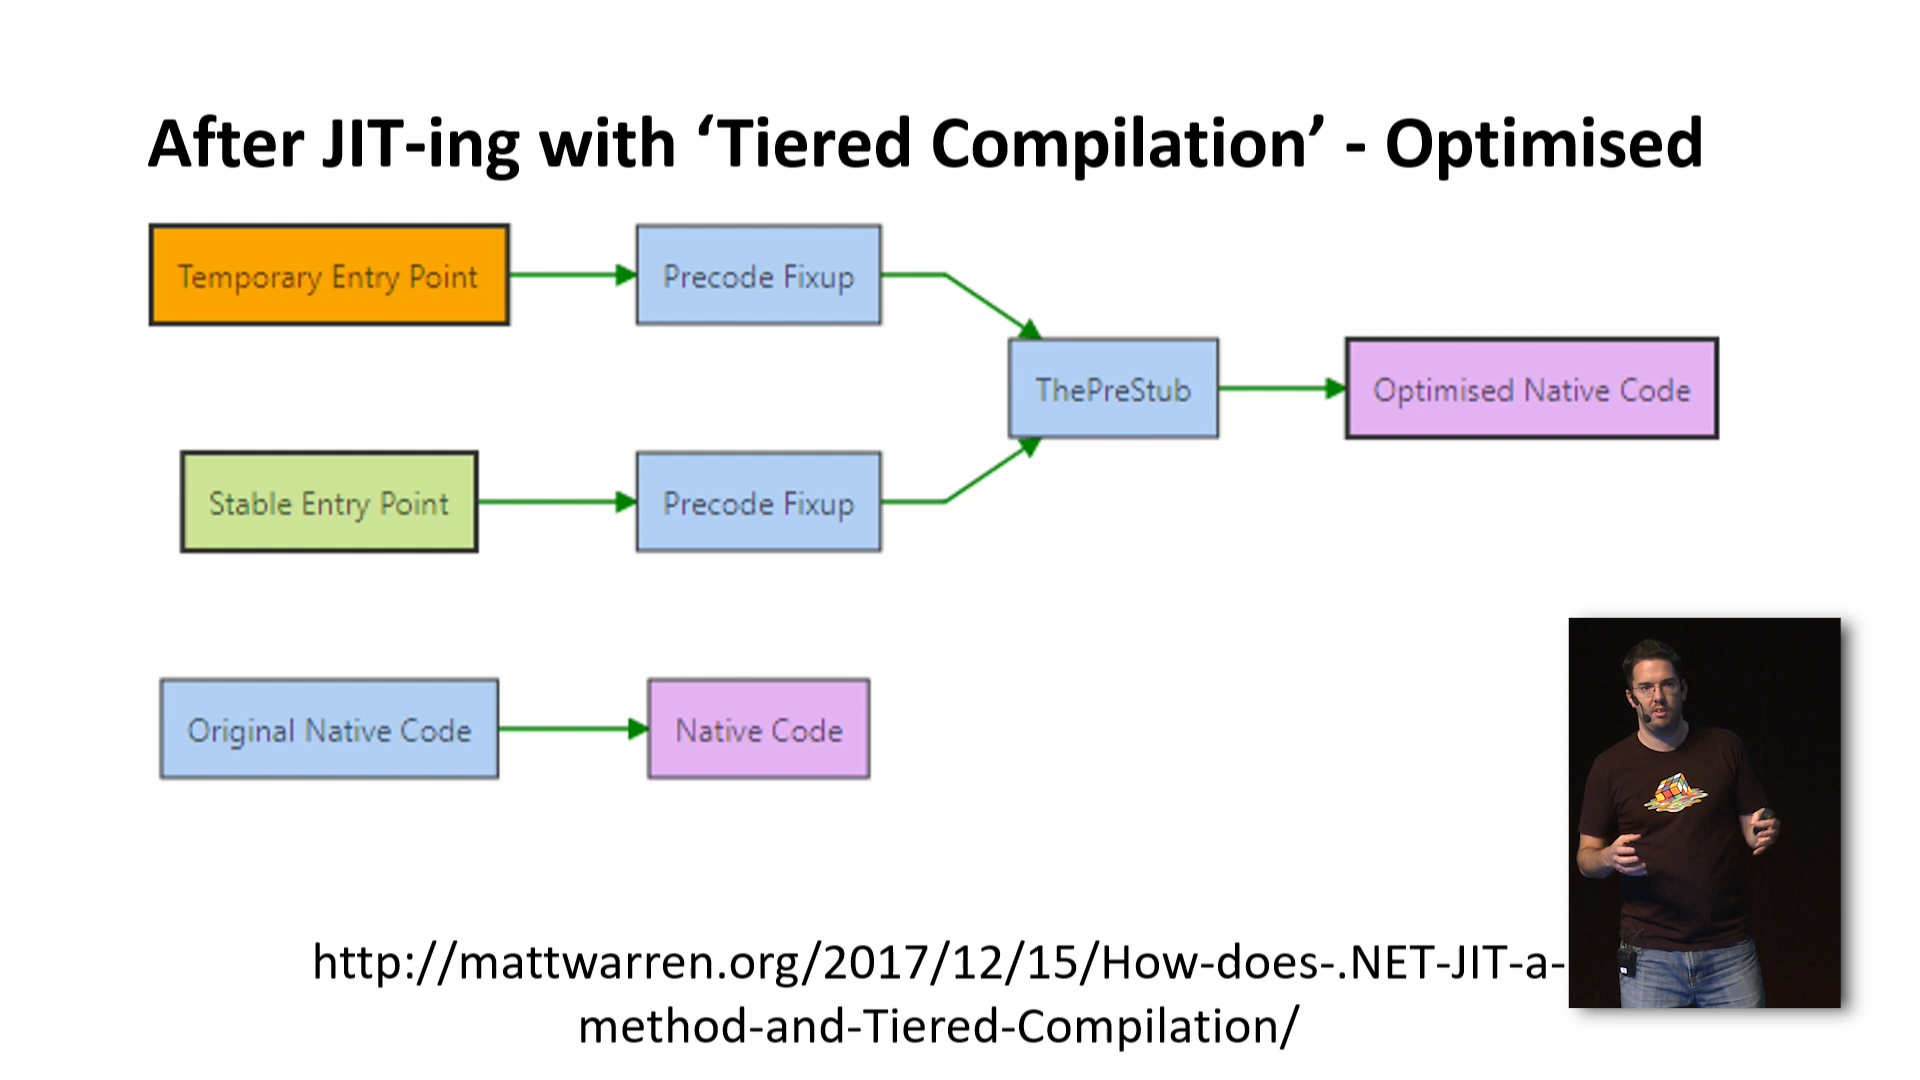 After JIT-ing with ‘Tiered Compilation’ - Optimised
Temporary Entry Point
Precode Fixup
ThePreStub
Optimised Native Code
Stable Entry Point
Precode Fixup
Original Native Code
Native Code
http://mattwarren.org/2017/12/15/How-does-.NET-JIT-a-
method-and-Tiered-Compilation/